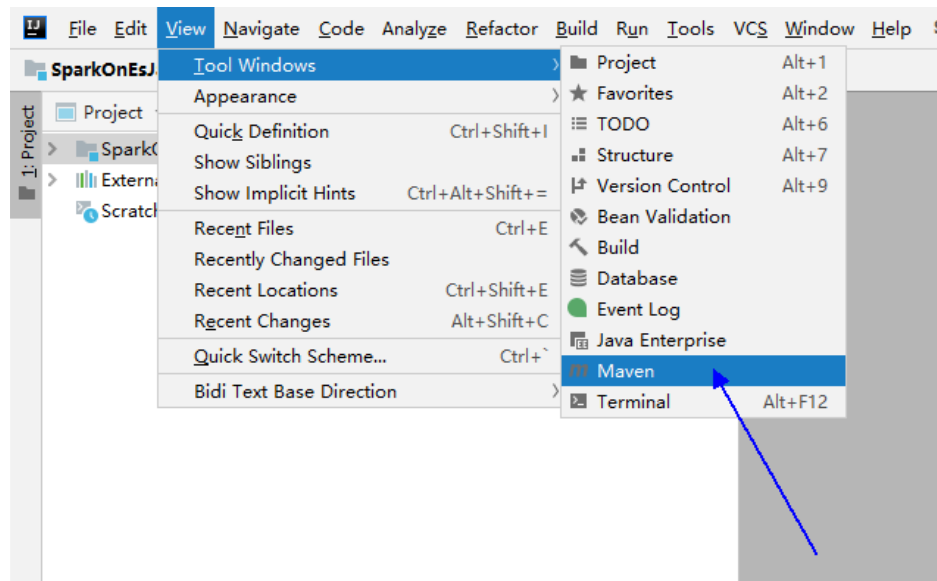 IJ File Edit View Navigate Code Analyze Refactor Build Run Tools VCS Window Help
SparkOnEsJ
1: Project
Project
SparkO
Externa
Scratch
Tool Windows
Appearance
Quick Definition Ctrl+Shift+I
Show Siblings
Show Implicit Hints Ctrl+Alt+Shift+=
Recent Files Ctrl+E
Recently Changed Files
Recent Locations Ctrl+Shift+E
Recent Changes Alt+Shift+C
Quick Switch Scheme... Ctrl+`
Bidi Text Base Direction
Project Alt+1
Favorites Alt+2
TODO Alt+6
Structure Alt+7
Version Control Alt+9
Bean Validation
Build
Database
Event Log
Java Enterprise
Maven
Terminal Alt+F12